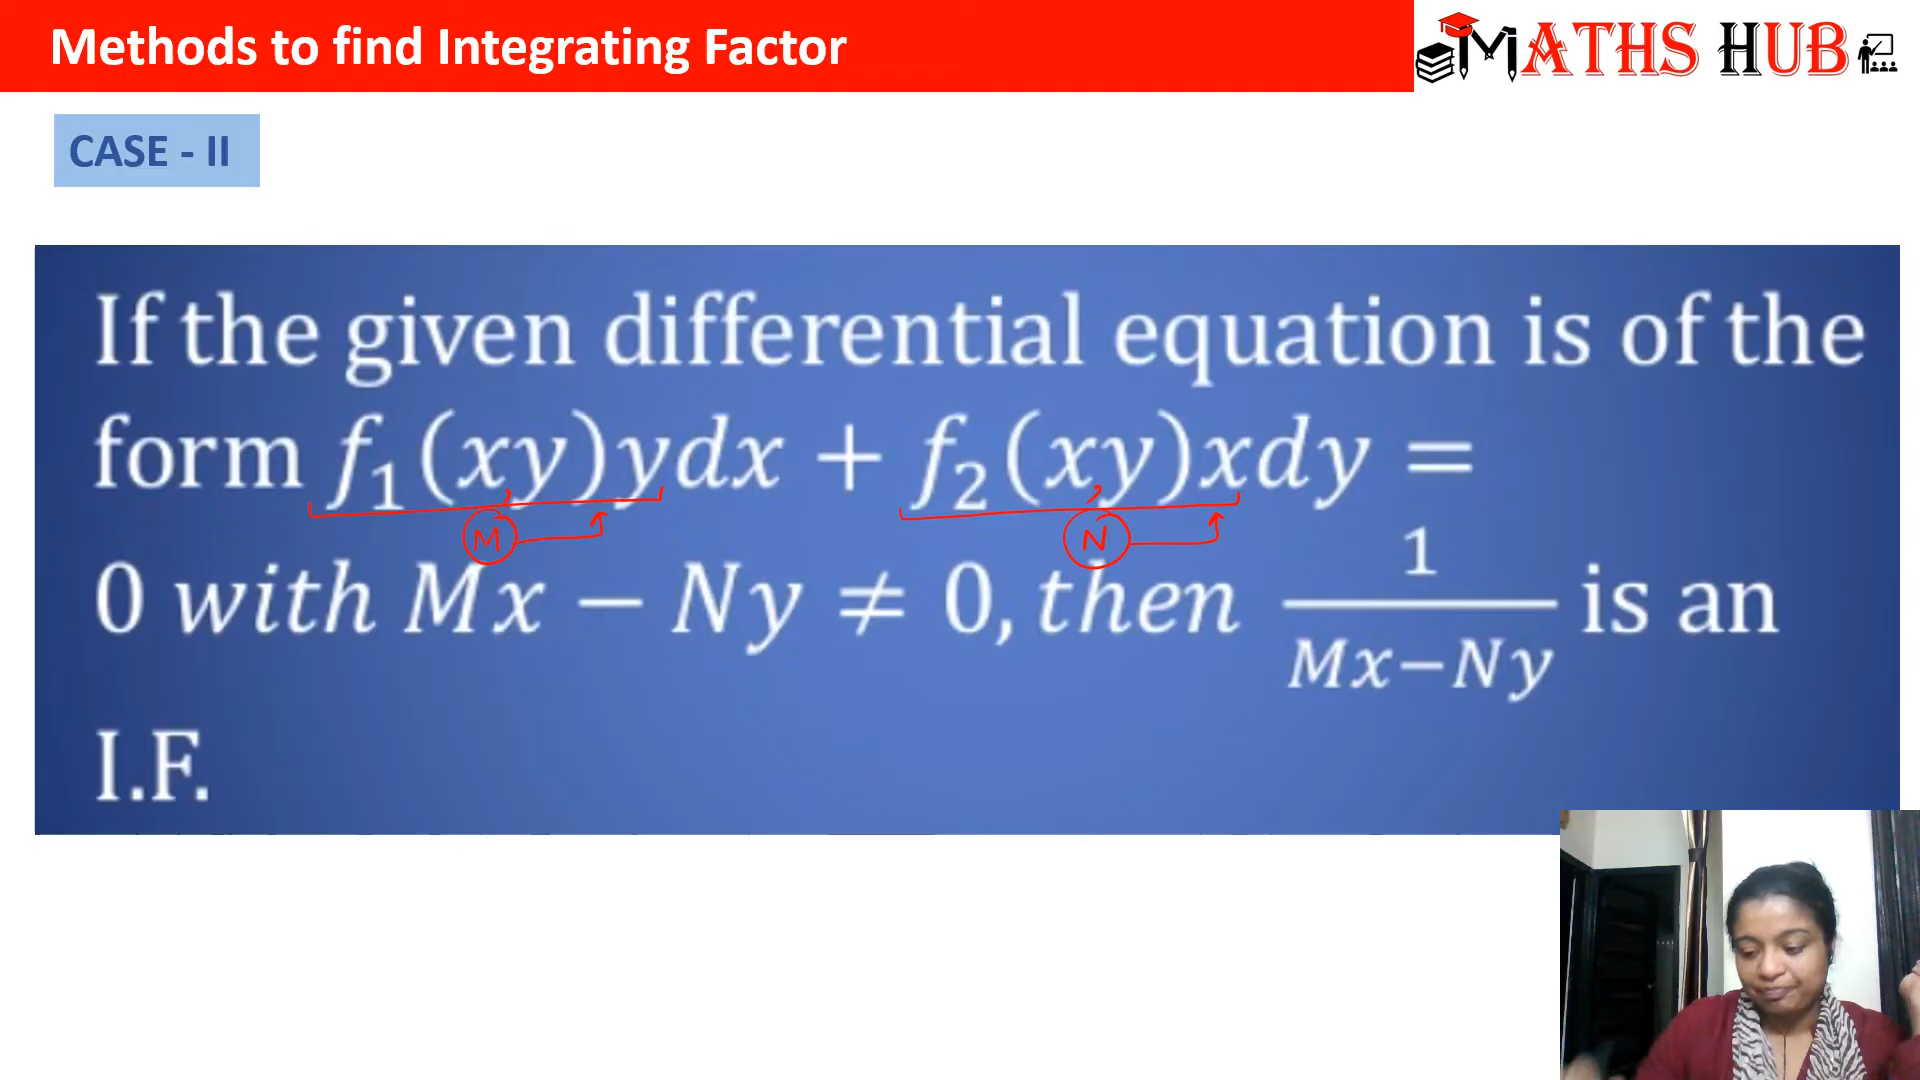 Methods to find Integrating Factor
MATHS HUB
CASE - II
If the given differential equation is of the
form f₁(xy)ydx + f₂(xy)xdy =
M N
0 with Mx − Ny ≠ 0, then 1/(Mx−Ny) is an
I.F.